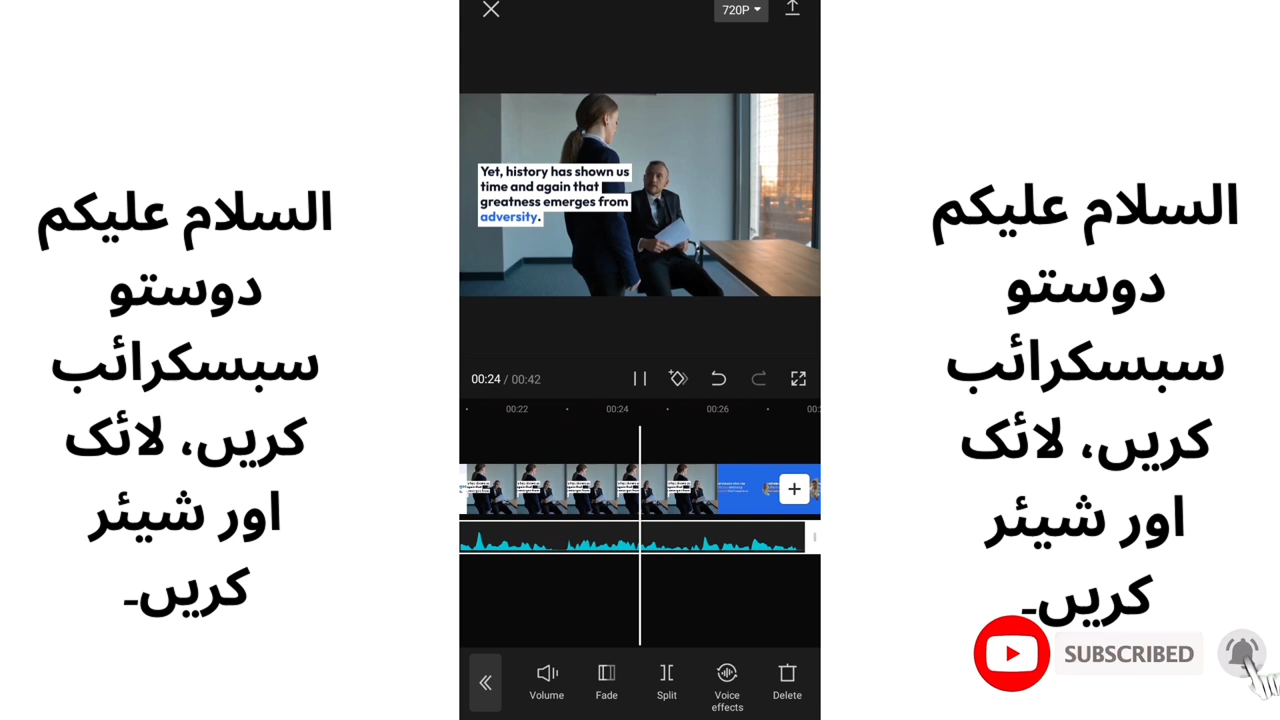 السلام علیکم
دوستو
سبسکرائب
کریں، لائک
اور شیئر
کریں۔
720P
Yet, history has shown us
time and again that
greatness emerges from
adversity.
00:24 / 00:42
00:22
00:24
00:26
Volume
Fade
Split
Voice
effects
Delete
السلام علیکم
دوستو
سبسکرائب
کریں، لائک
اور شیئر
کریں۔
SUBSCRIBED